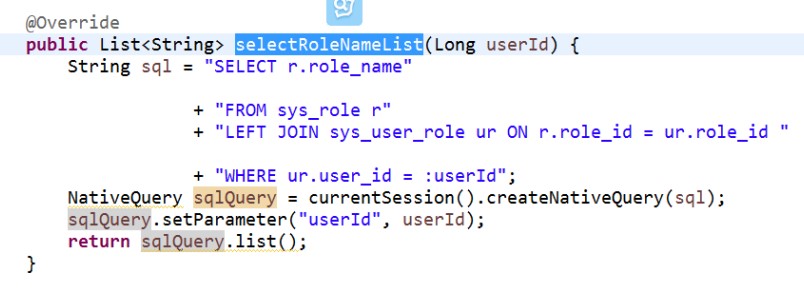 @Override
public List<String> selectRoleNameList(Long userId) {
String sql = "SELECT r.role_name"
+ "FROM sys_role r"
+ "LEFT JOIN sys_user_role ur ON r.role_id = ur.role_id "
+ "WHERE ur.user_id = :userId";
NativeQuery sqlQuery = currentSession().createNativeQuery(sql);
sqlQuery.setParameter("userId", userId);
return sqlQuery.list();
}